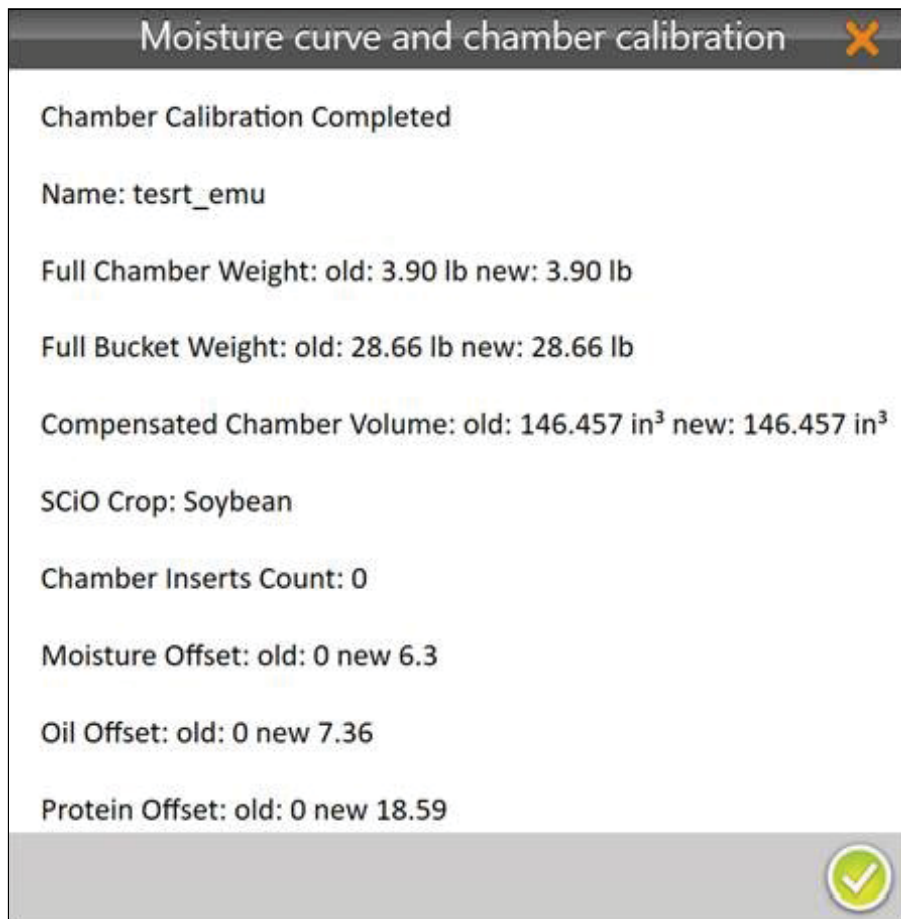 Moisture curve and chamber calibration
Chamber Calibration Completed
Name: tesrt_emu
Full Chamber Weight: old: 3.90 lb new: 3.90 lb
Full Bucket Weight: old: 28.66 lb new: 28.66 lb
Compensated Chamber Volume: old: 146.457 in³ new: 146.457 in³
SCiO Crop: Soybean
Chamber Inserts Count: 0
Moisture Offset: old: 0 new 6.3
Oil Offset: old: 0 new 7.36
Protein Offset: old: 0 new 18.59